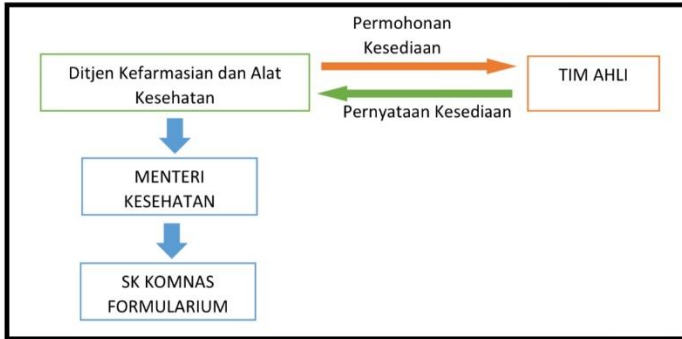 Permohonan
Kesediaan
Ditjen Kefarmasian dan Alat
Kesehatan
TIM AHLI
Pernyataan Kesediaan
MENTERI
KESEHATAN
SK KOMNAS
FORMULARIUM